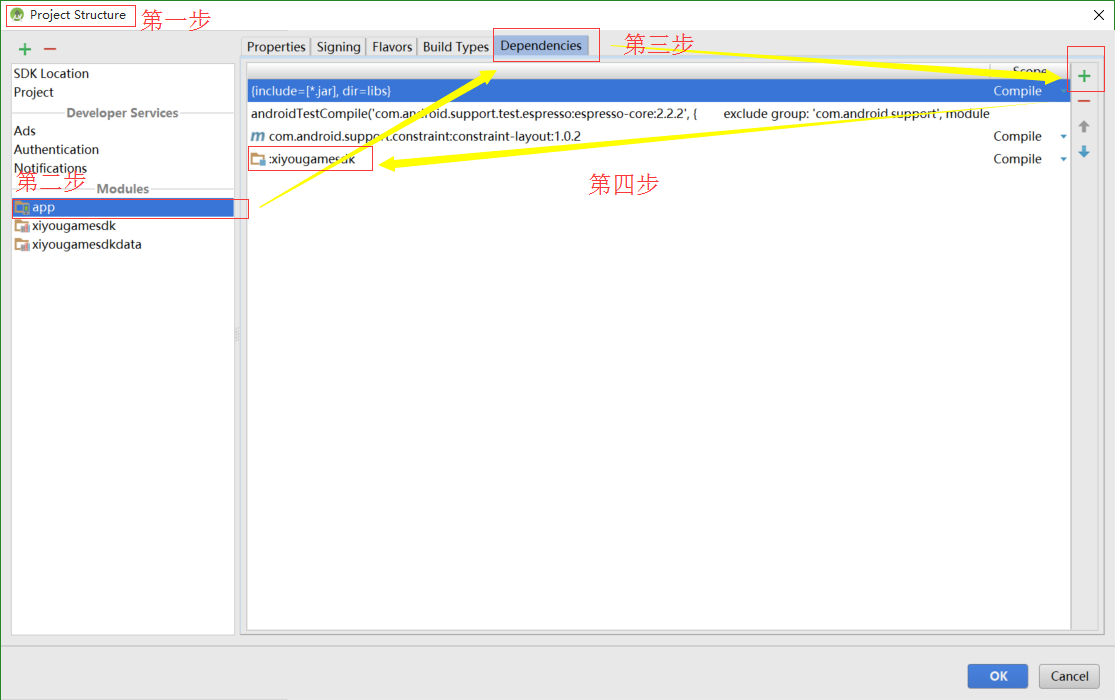 Project Structure
第一步
Properties Signing Flavors Build Types Dependencies
第三步
SDK Location
Project
Developer Services
Ads
Authentication
Notifications
第二步
Modules
app
xiyougamesdk
xiyougamesdkdata
Scope
{include=[*.jar], dir=libs} Compile
androidTestCompile('com.android.support.test.espresso:espresso-core:2.2.2', { exclude group: 'com.android.support', module
m com.android.support.constraint:constraint-layout:1.0.2 Compile
:xiyougamesdk Compile
第四步
OK Cancel